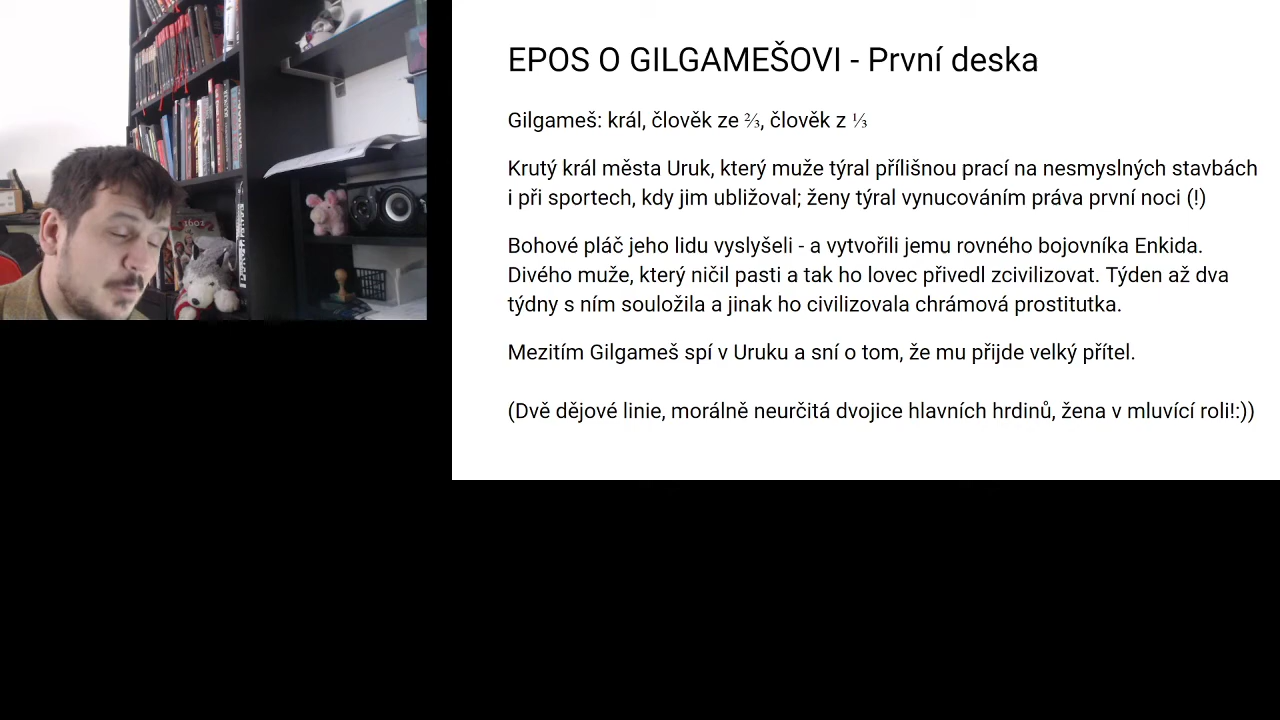 EPOS O GILGAMEŠOVI - První deska
Gilgameš: král, člověk ze ⅔, člověk z ⅓
Krutý král města Uruk, který muže týral přílišnou prací na nesmyslných stavbách
i při sportech, kdy jim ubližoval; ženy týral vynucováním práva první noci (!)
Bohové pláč jeho lidu vyslyšeli - a vytvořili jemu rovného bojovníka Enkida.
Divého muže, který ničil pasti a tak ho lovec přivedl zcivilizovat. Týden až dva
týdny s ním souložila a jinak ho civilizovala chrámová prostitutka.
Mezitím Gilgameš spí v Uruku a sní o tom, že mu přijde velký přítel.
(Dvě dějové linie, morálně neurčitá dvojice hlavních hrdinů, žena v mluvící roli!:))